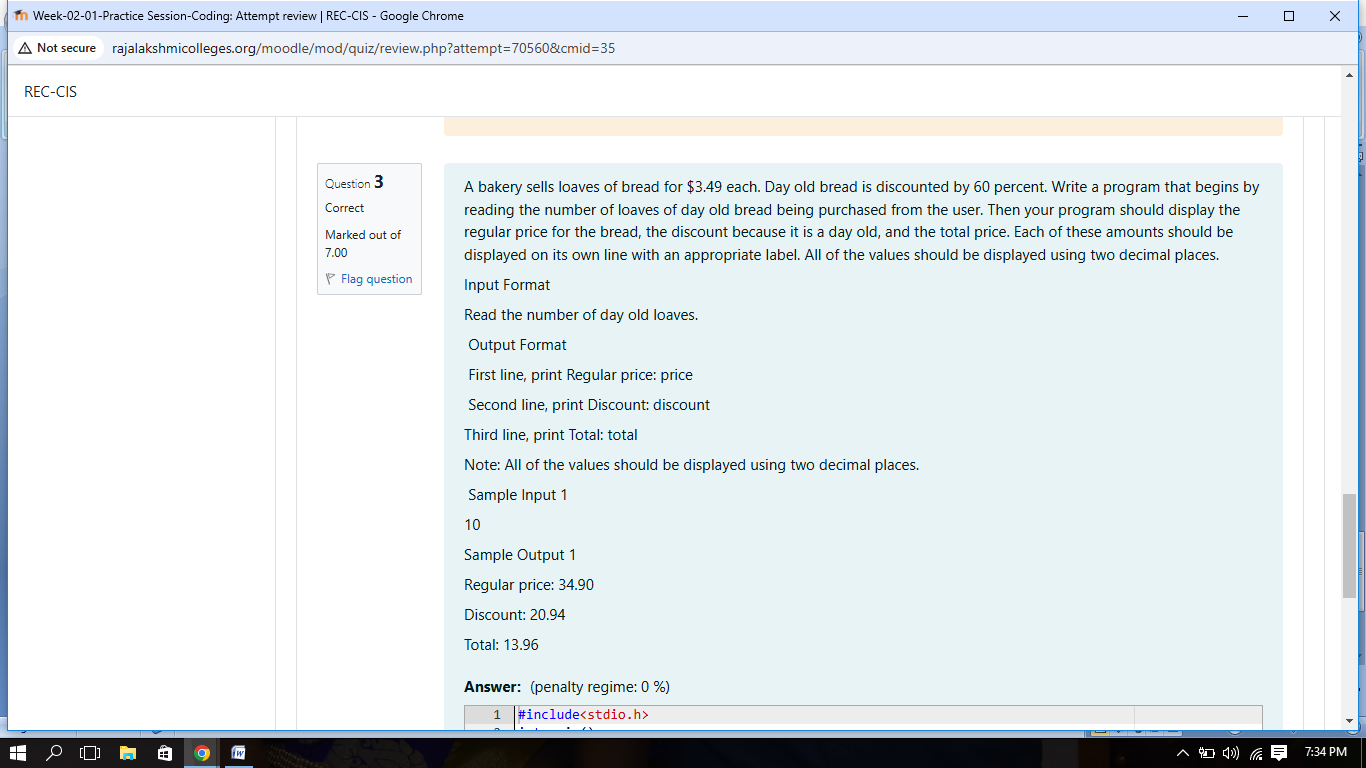 Week-02-01-Practice Session-Coding: Attempt review | REC-CIS - Google Chrome
Not secure rajalakshmicolleges.org/moodle/mod/quiz/review.php?attempt=70560&cmid=35
REC-CIS
Question 3
Correct
Marked out of
7.00
Flag question
A bakery sells loaves of bread for $3.49 each. Day old bread is discounted by 60 percent. Write a program that begins by
reading the number of loaves of day old bread being purchased from the user. Then your program should display the
regular price for the bread, the discount because it is a day old, and the total price. Each of these amounts should be
displayed on its own line with an appropriate label. All of the values should be displayed using two decimal places.
Input Format
Read the number of day old loaves.
Output Format
First line, print Regular price: price
Second line, print Discount: discount
Third line, print Total: total
Note: All of the values should be displayed using two decimal places.
Sample Input 1
10
Sample Output 1
Regular price: 34.90
Discount: 20.94
Total: 13.96
Answer: (penalty regime: 0 %)
1 #include<stdio.h>
7:34 PM